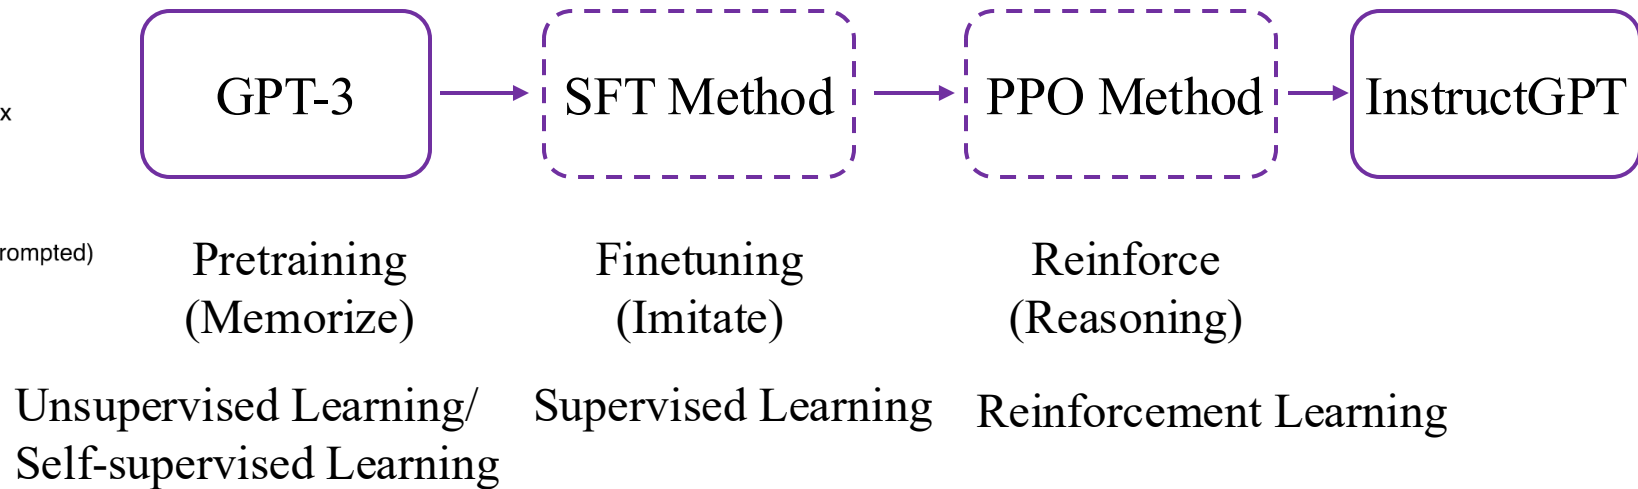 GPT-3
SFT Method
PPO Method
InstructGPT
x
rompted)
Pretraining
(Memorize)
Finetuning
(Imitate)
Reinforce
(Reasoning)
Unsupervised Learning/
Self-supervised Learning
Supervised Learning
Reinforcement Learning